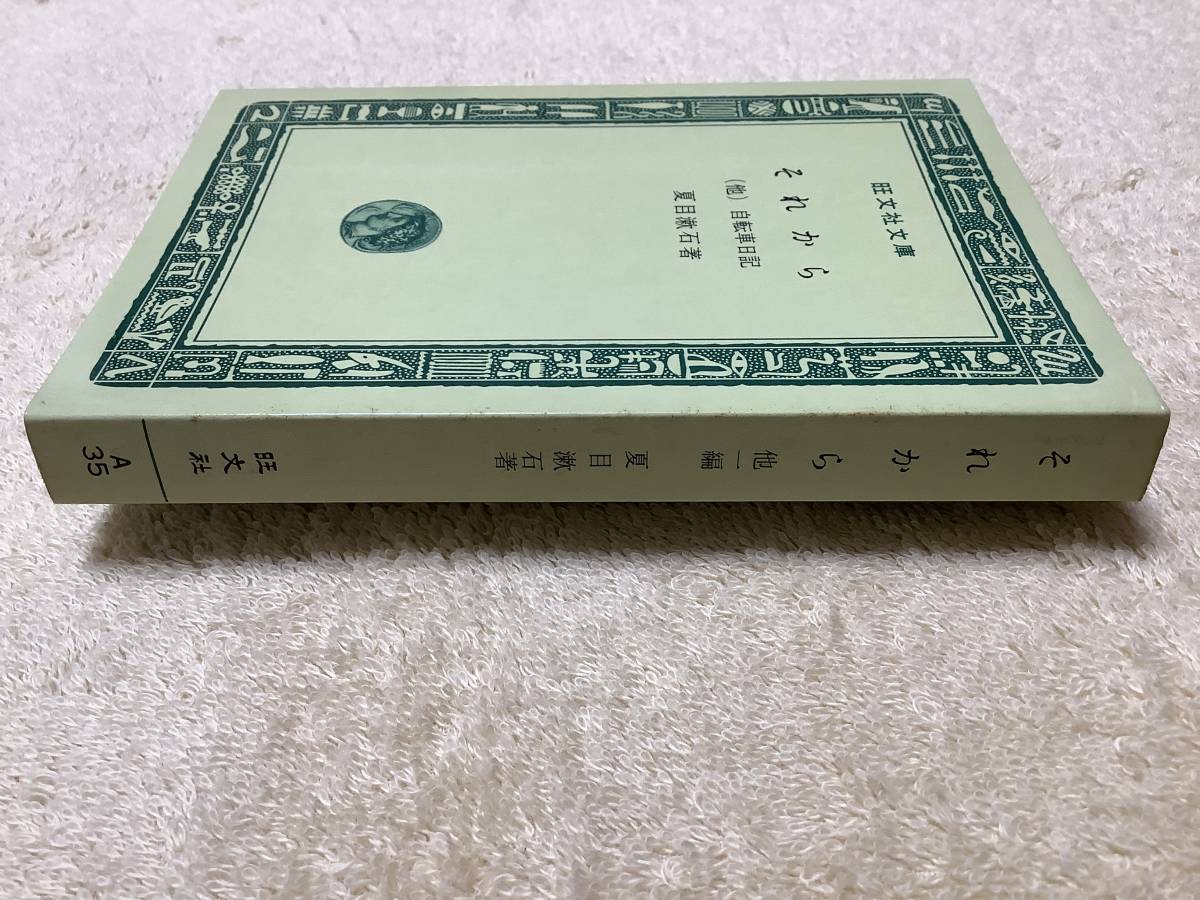 旺文社文庫
それから
(他) 自転車日記
夏目漱石著
それから 他一編 夏目漱石著
旺文社
A
35